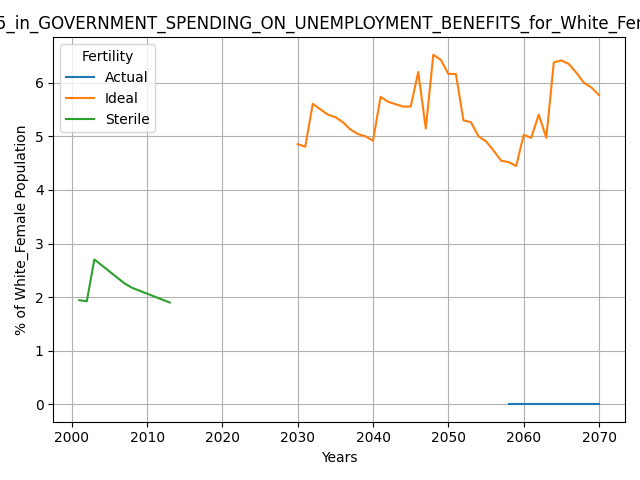 5_in_GOVERNMENT_SPENDING_ON_UNEMPLOYMENT_BENEFITS_for_White_Fe
Fertility
Actual
Ideal
Sterile
% of White_Female Population
6
5
4
3
2
1
0
2000 2010 2020 2030 2040 2050 2060 2070
Years